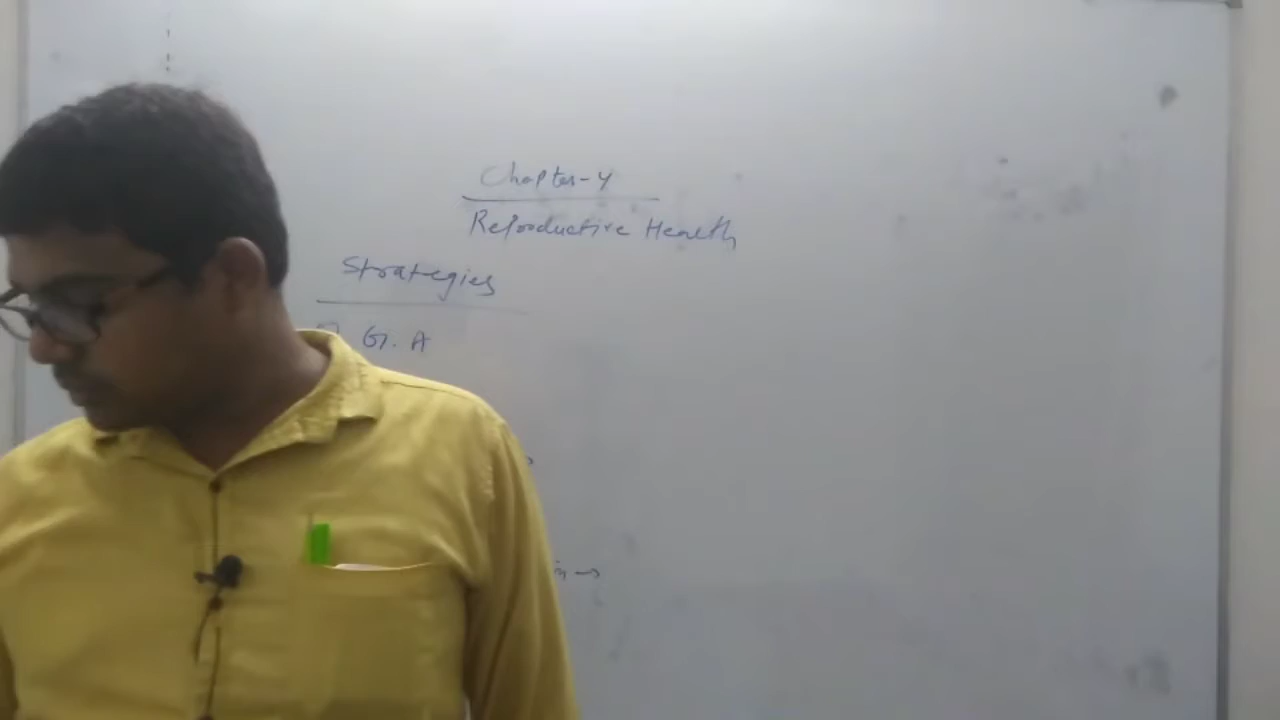 Chapter-4
Reproductive Health
Strategies
G. A